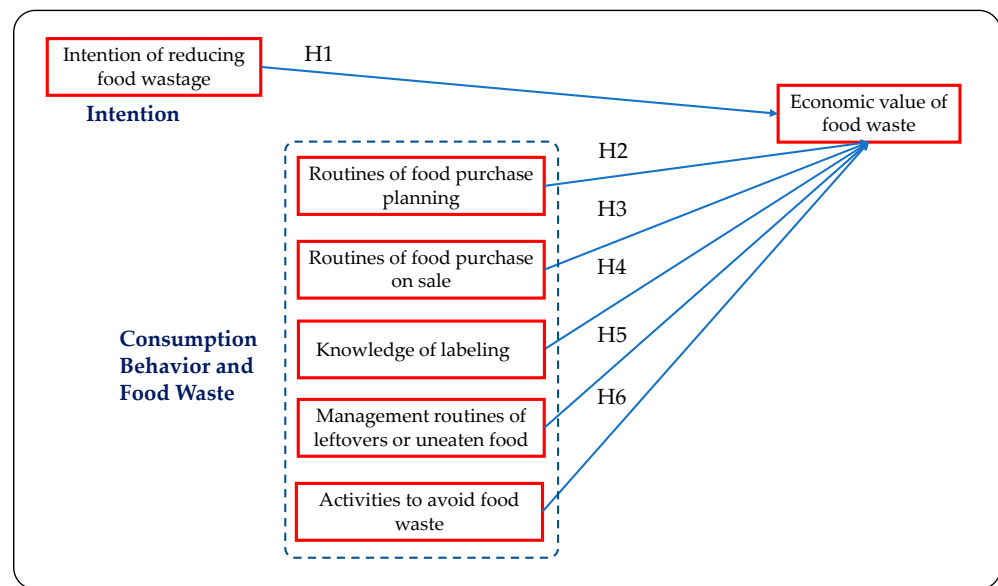 Intention of reducing
food wastage
H1
Intention
Economic value of
food waste
H2
Routines of food purchase
planning
H3
Routines of food purchase
on sale
H4
Consumption
Behavior and
Food Waste
Knowledge of labeling
H5
Management routines of
leftovers or uneaten food
H6
Activities to avoid food
waste